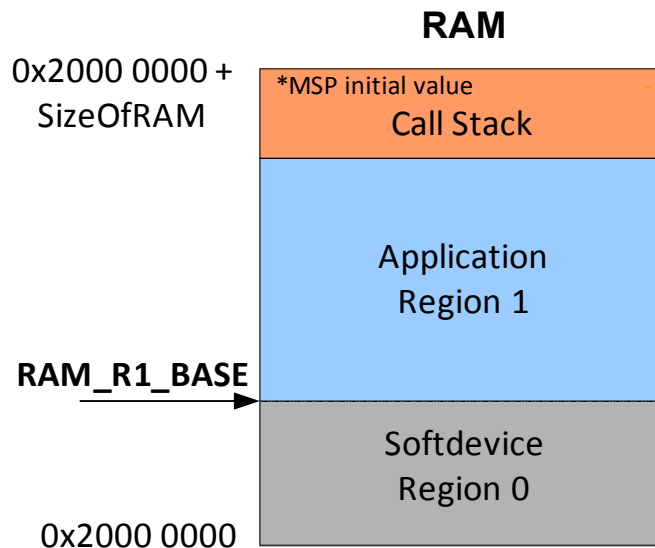 RAM
0x2000 0000 +
SizeOfRAM
*MSP initial value
Call Stack
Application
Region 1
RAM_R1_BASE
Softdevice
Region 0
0x2000 0000